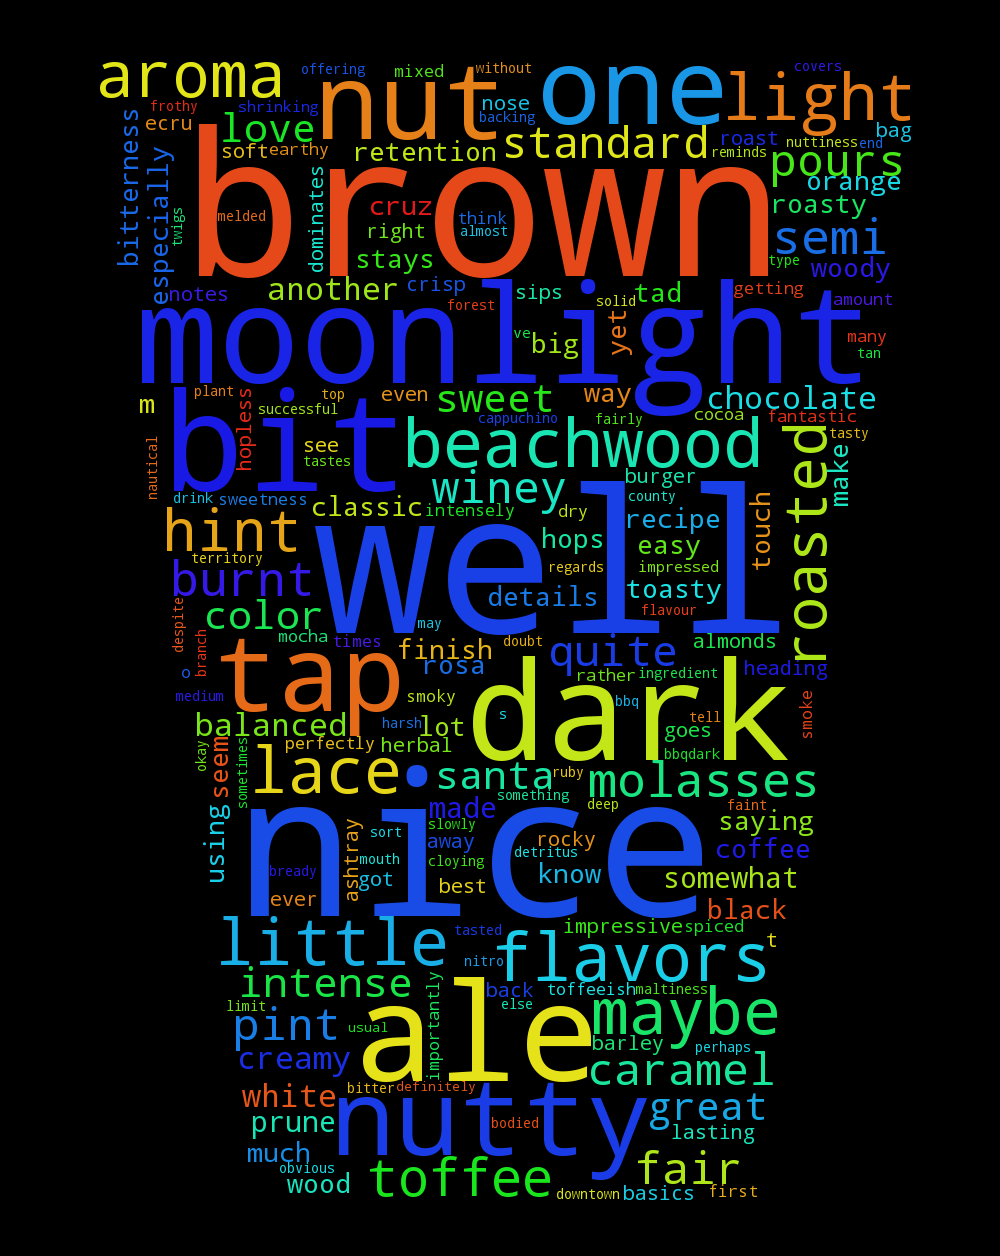 offering mixed without covers
aroma nut one light
frothy shrinking nose backing
ecru love standard roast bag
bitterness especially soft earthy retention reminds nuttiness end
pours orange
twigs melded dominates brown roasty
cruz think almost right semi
stays type woody
notes another crisp sips solid tad getting amount
moonlight forest ve big yet many tan
plant top even sweet way chocolate
m hopless successful cappuchino fairly cocoa fantastic
bit see tastes beachwood roasted tasty make
nautical drink sweetness winey burger county
hint classic intensely dry recipe touch
well hops easy
territory regards impressed
burnt details toasty flavour
despite color may
branch mocha times finish doubt quite almonds
o tap rosa rather ingredient heading
medium smoky dark bbq smoke
balanced harsh lot s tell goes
okay sometimes seem perfectly herbal bbqdark
lace santa ruby molasses
using made something deep faint
nice slowly saying
ashtray sort away rocky
mouth cloying detritus coffee
bready got best know somewhat
ever black
little tasted impressive spiced t
nitro flavors
intense importantly back toffeeish maltiness
limit ale else maybe
pint usual barley perhaps
creamy caramel
white bitter definitely great
prune nutty bodied lasting
much fair
obvious wood toffee downtown basics first